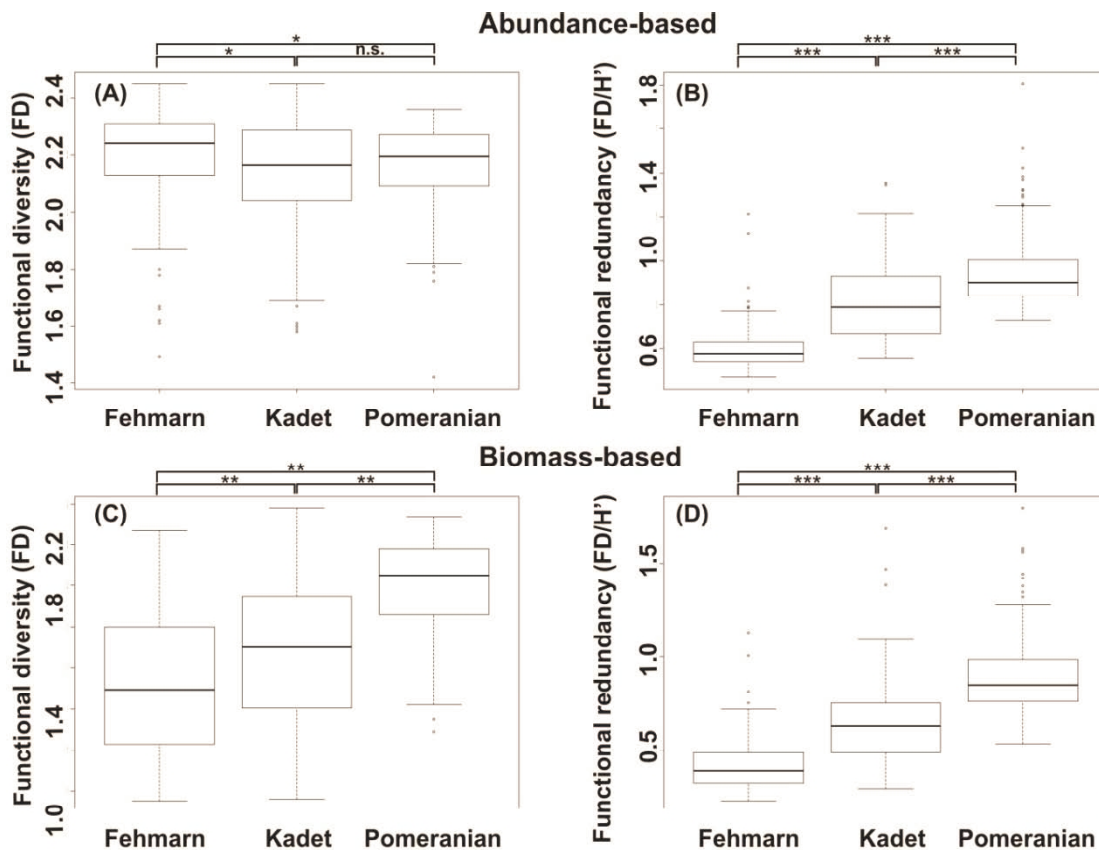 Abundance-based
* ***
* n.s. *** ***
(A) (B)
Functional diversity (FD)
2.4
2.2
2.0
1.8
1.6
1.4
Fehmarn Kadet Pomeranian
Functional redundancy (FD/H’)
1.8
1.4
1.0
0.6
Fehmarn Kadet Pomeranian
Biomass-based
** ***
** ** *** ***
(C) (D)
Functional diversity (FD)
2.2
1.8
1.4
1.0
Fehmarn Kadet Pomeranian
Functional redundancy (FD/H’)
1.5
1.0
0.5
Fehmarn Kadet Pomeranian